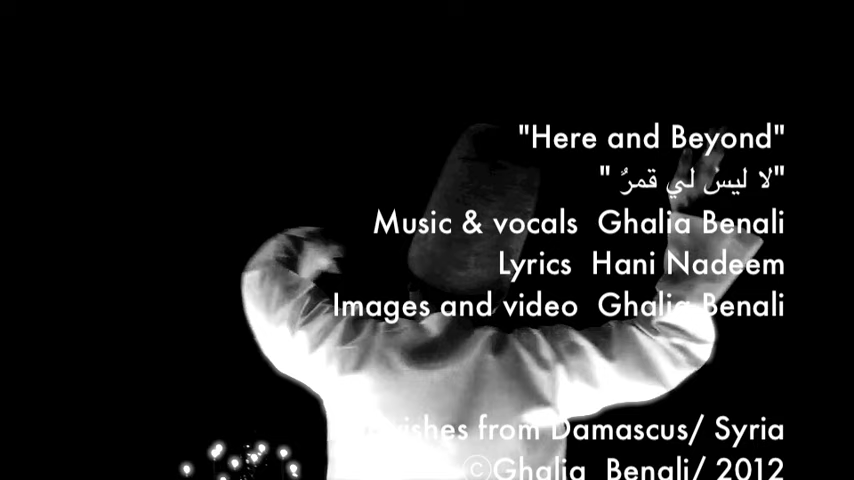 "Here and Beyond"
"لا ليسَ لي قمرٌ "
Music & vocals  Ghalia Benali
Lyrics  Hani Nadeem
Images and video  Ghalia Benali
from Damascus/ Syria
©Ghalia  Benali/ 2012